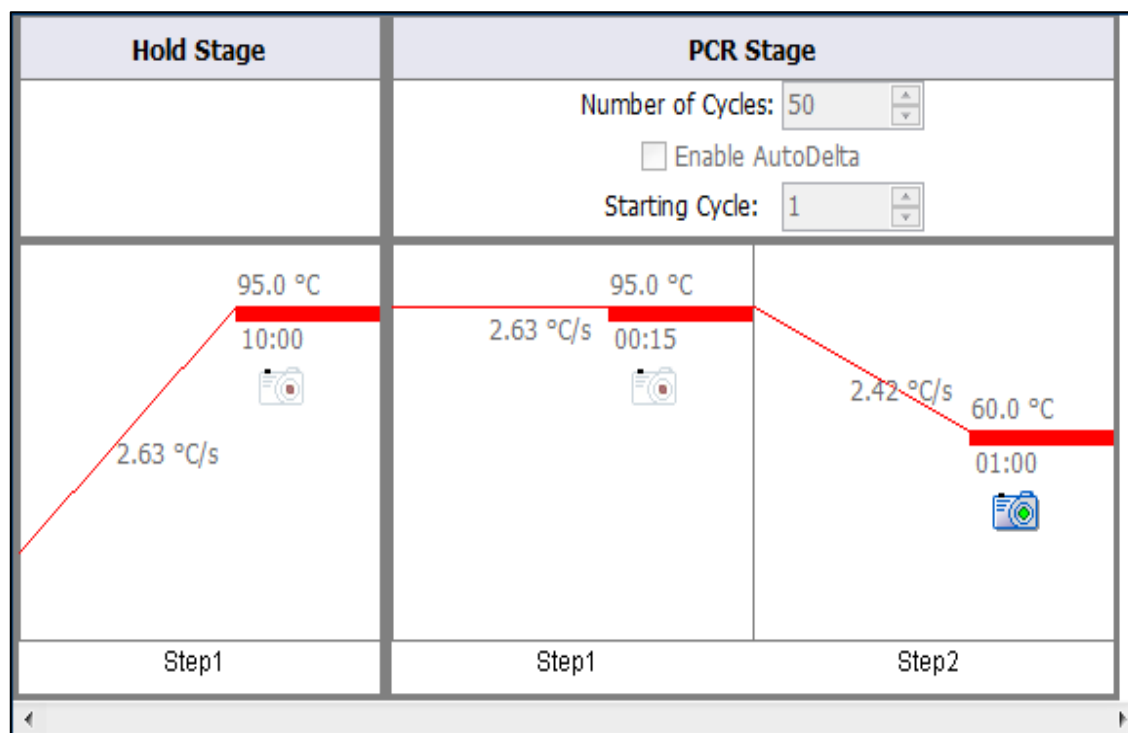 Hold Stage
PCR Stage
Number of Cycles: 50
Enable AutoDelta
Starting Cycle: 1
95.0 °C
10:00
2.63 °C/s
95.0 °C
2.63 °C/s
00:15
2.42 °C/s
60.0 °C
01:00
Step1
Step1
Step2